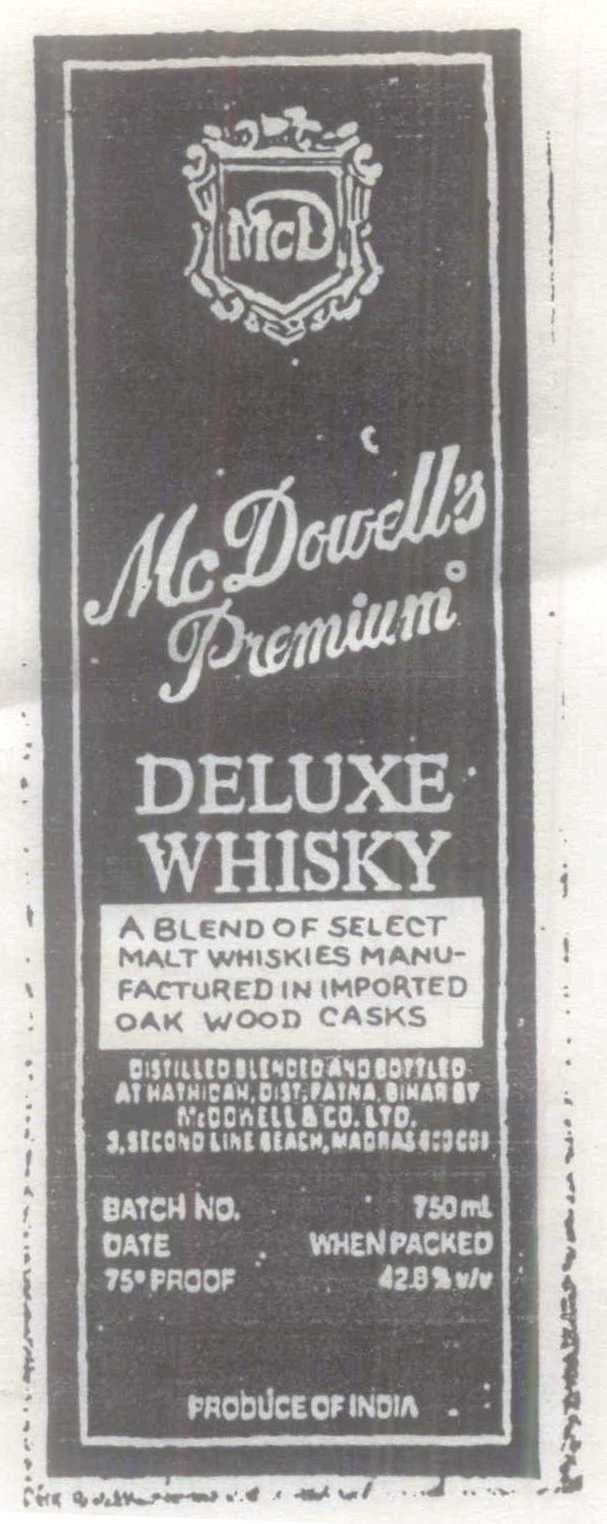 McD
McDowell's
Premium
DELUXE
WHISKY
A BLEND OF SELECT
MALT WHISKIES MANU-
FACTURED IN IMPORTED
OAK WOOD CASKS
DISTILLED BLENDED AND BOTTLED
AT HATHIDAH, DIST. PATNA, BIHAR BY
McDOWELL & CO. LTD.
3, SECOND LINE BEACH, MADRAS 600 001
BATCH NO. 750 ml
DATE WHEN PACKED
75° PROOF 42.8% v/v
PRODUCE OF INDIA